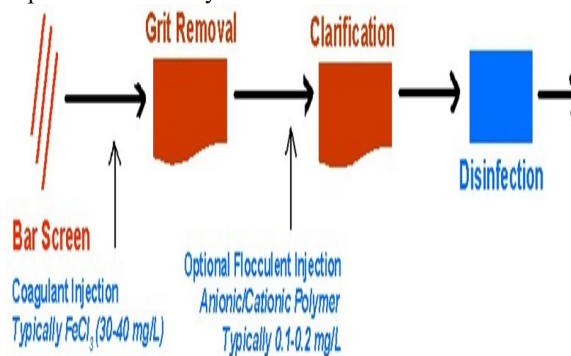 Grit Removal
Clarification
Disinfection
Bar Screen
Coagulant Injection
Typically FeCl₃ (30-40 mg/L)
Optional Flocculent Injection
Anionic/Cationic Polymer
Typically 0.1-0.2 mg/L